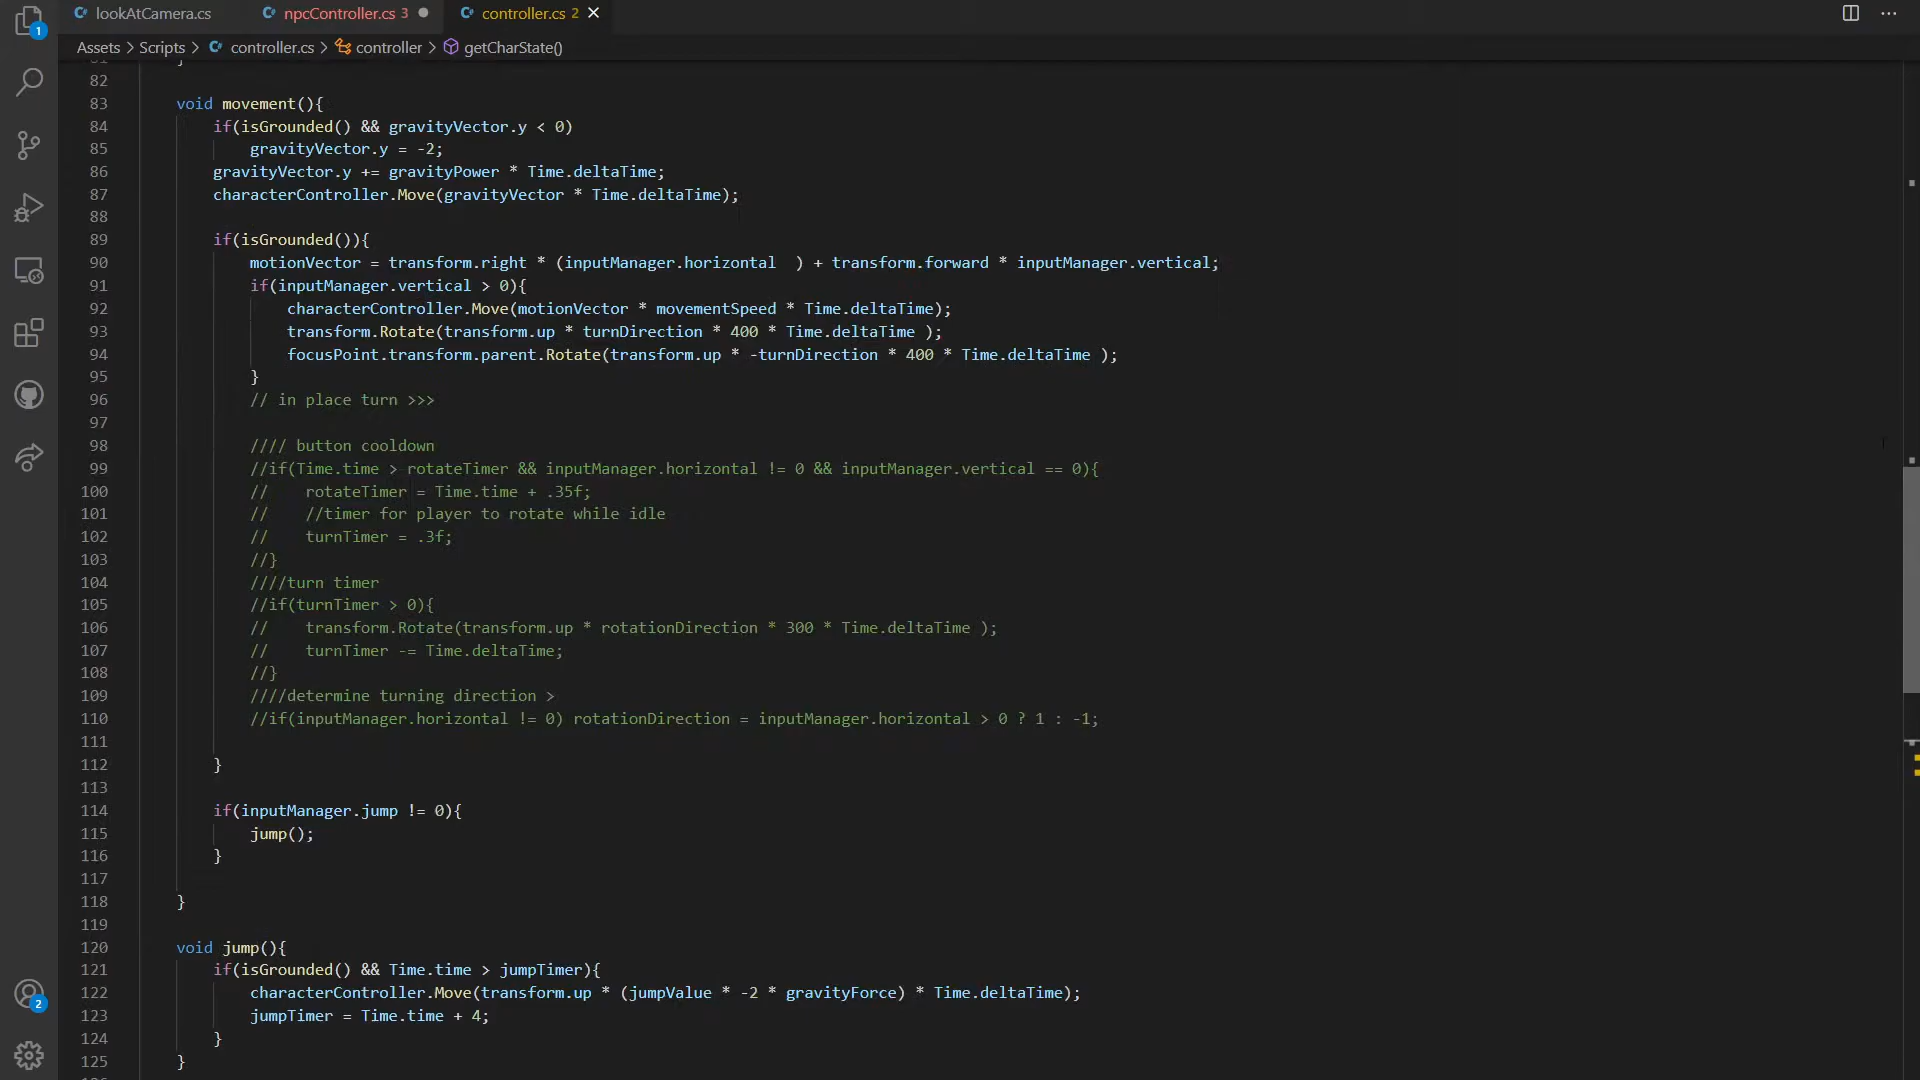 lookAtCamera.cs npcController.cs 3 controller.cs 2
Assets > Scripts > controller.cs > controller > getCharState()
1
82
83 void movement(){
84 if(isGrounded() && gravityVector.y < 0)
85 gravityVector.y = -2;
86 gravityVector.y += gravityPower * Time.deltaTime;
87 characterController.Move(gravityVector * Time.deltaTime);
88
89 if(isGrounded()){
90 motionVector = transform.right * (inputManager.horizontal  ) + transform.forward * inputManager.vertical;
91 if(inputManager.vertical > 0){
92 characterController.Move(motionVector * movementSpeed * Time.deltaTime);
93 transform.Rotate(transform.up * turnDirection * 400 * Time.deltaTime );
94 focusPoint.transform.parent.Rotate(transform.up * -turnDirection * 400 * Time.deltaTime );
95 }
96 // in place turn >>>
97
98 //// button cooldown
99 //if(Time.time > rotateTimer && inputManager.horizontal != 0 && inputManager.vertical == 0){
100 //    rotateTimer = Time.time + .35f;
101 //    //timer for player to rotate while idle
102 //    turnTimer = .3f;
103 //}
104 ////turn timer
105 //if(turnTimer > 0){
106 //    transform.Rotate(transform.up * rotationDirection * 300 * Time.deltaTime );
107 //    turnTimer -= Time.deltaTime;
108 //}
109 ////determine turning direction >
110 //if(inputManager.horizontal != 0) rotationDirection = inputManager.horizontal > 0 ? 1 : -1;
111
112 }
113
114 if(inputManager.jump != 0){
115 jump();
116 }
117
118 }
119
120 void jump(){
121 if(isGrounded() && Time.time > jumpTimer){
122 characterController.Move(transform.up * (jumpValue * -2 * gravityForce) * Time.deltaTime);
123 jumpTimer = Time.time + 4;
124 }
125 }
2